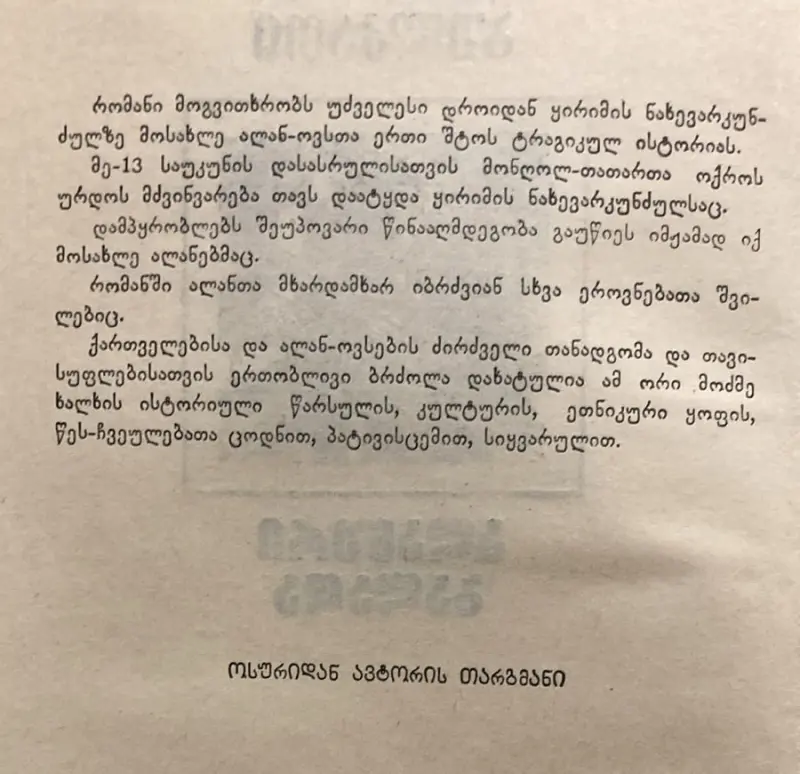 რომანი მოგვითხრობს უძველესი დროიდან ყირიმის ნახევარკუნ-
ძულზე მოსახლე ალან-ოვსთა ერთი შტოს ტრაგიკულ ისტორიას.
მე-13 საუკუნის დასასრულისათვის მონღოლ-თათართა ოქროს
ურდოს მძვინვარება თავს დაატყდა ყირიმის ნახევარკუნძულსაც.
დამპყრობლებს შეუპოვარი წინააღმდეგობა გაუწიეს იმჟამად იქ
მოსახლე ალანებმაც.
რომანში ალანთა მხარდამხარ იბრძვიან სხვა ეროვნებათა შვი-
ლებიც.
ქართველებისა და ალან-ოვსების ძირძველი თანადგომა და თავი-
სუფლებისათვის ერთობლივი ბრძოლა დახატულია ამ ორი მოძმე
ხალხის ისტორიული წარსულის, კულტურის, ეთნიკური ყოფის,
წეს-ჩვეულებათა ცოდნით, პატივისცემით, სიყვარულით.
ალანური
ბალადა
ოსურიდან ავტორის თარგმანი